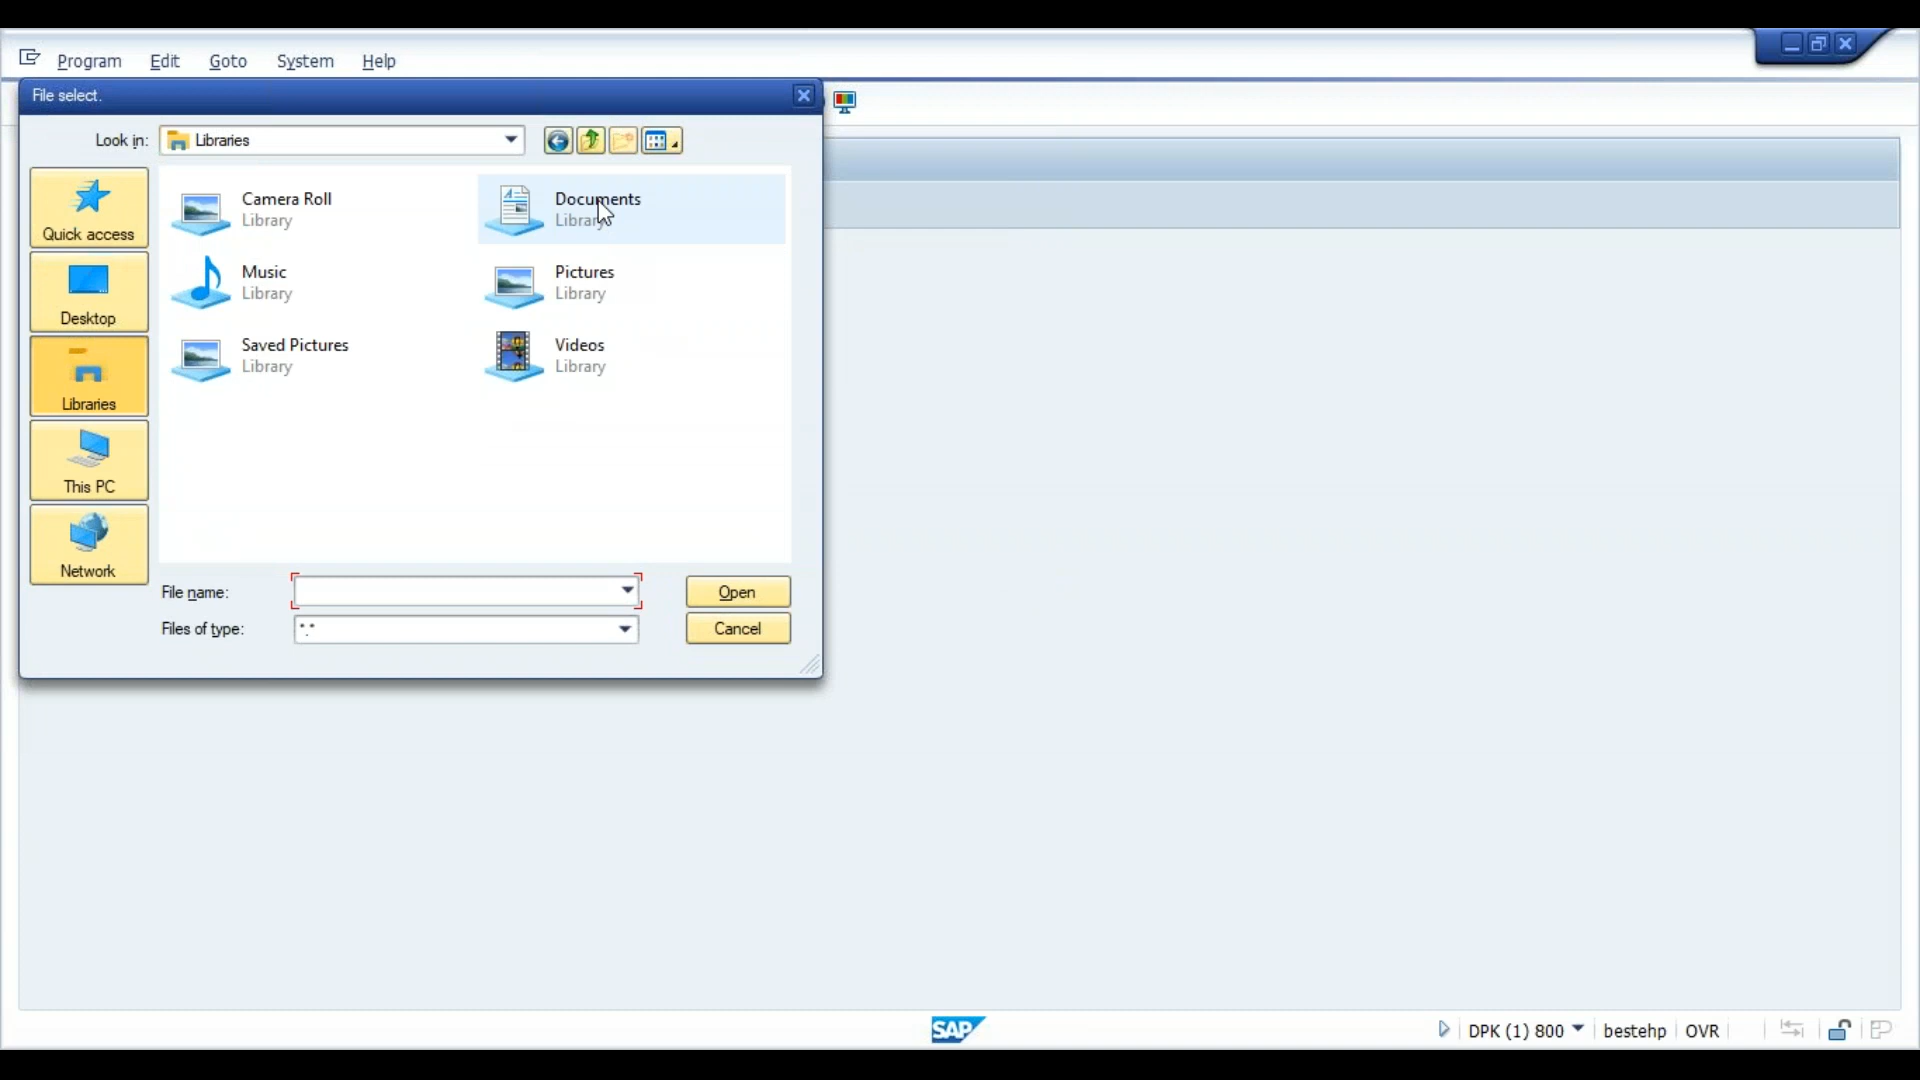 Program Edit Goto System Help
File select.
Look in: Libraries
Quick access
Desktop
Libraries
This PC
Network
Camera Roll
Library
Documents
Library
Music
Library
Pictures
Library
Saved Pictures
Library
Videos
Library
File name:
Open
Files of type: *.*
Cancel
SAP
DPK (1) 800 bestehp OVR